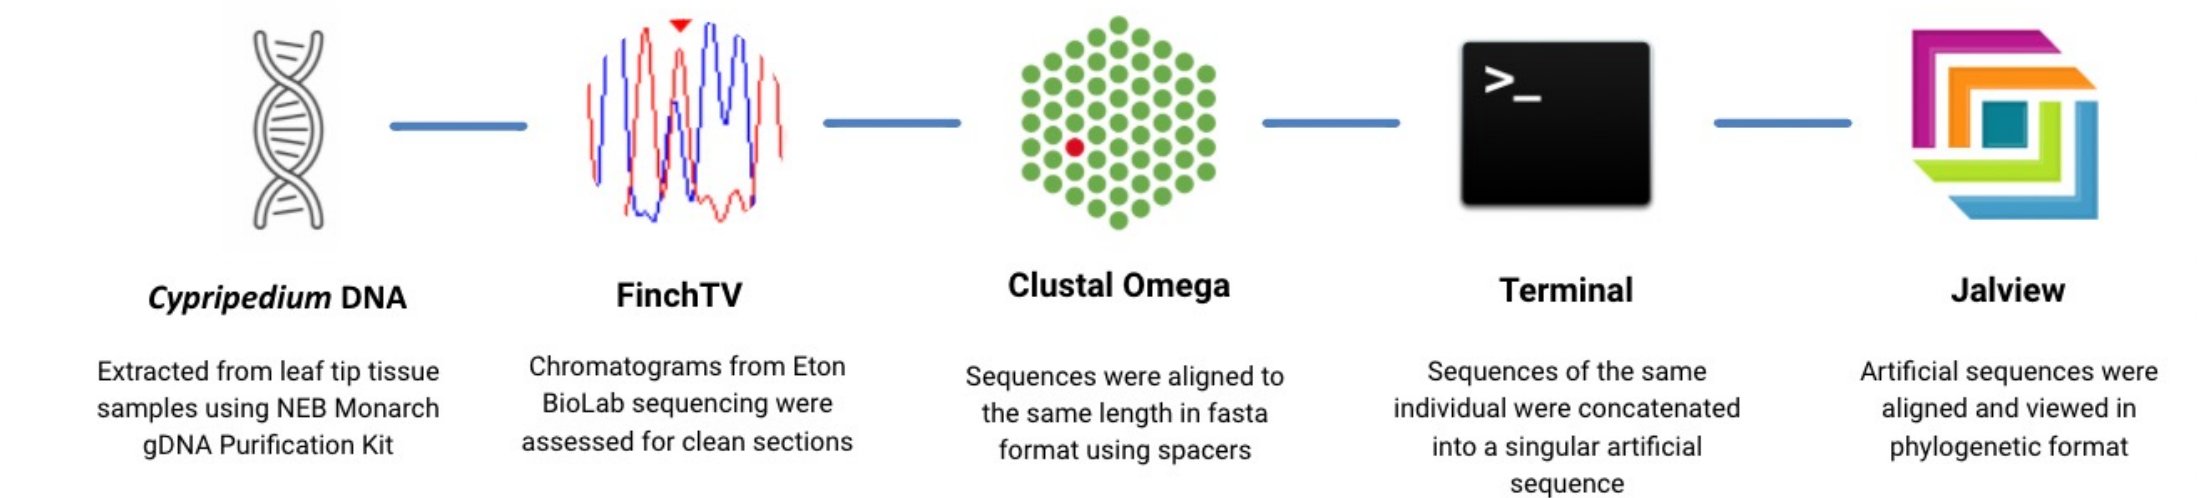 >_
Cypripedium DNA
Extracted from leaf tip tissue
samples using NEB Monarch
gDNA Purification Kit
FinchTV
Chromatograms from Eton
BioLab sequencing were
assessed for clean sections
Clustal Omega
Sequences were aligned to
the same length in fasta
format using spacers
Terminal
Sequences of the same
individual were concatenated
into a singular artificial
sequence
Jalview
Artificial sequences were
aligned and viewed in
phylogenetic format